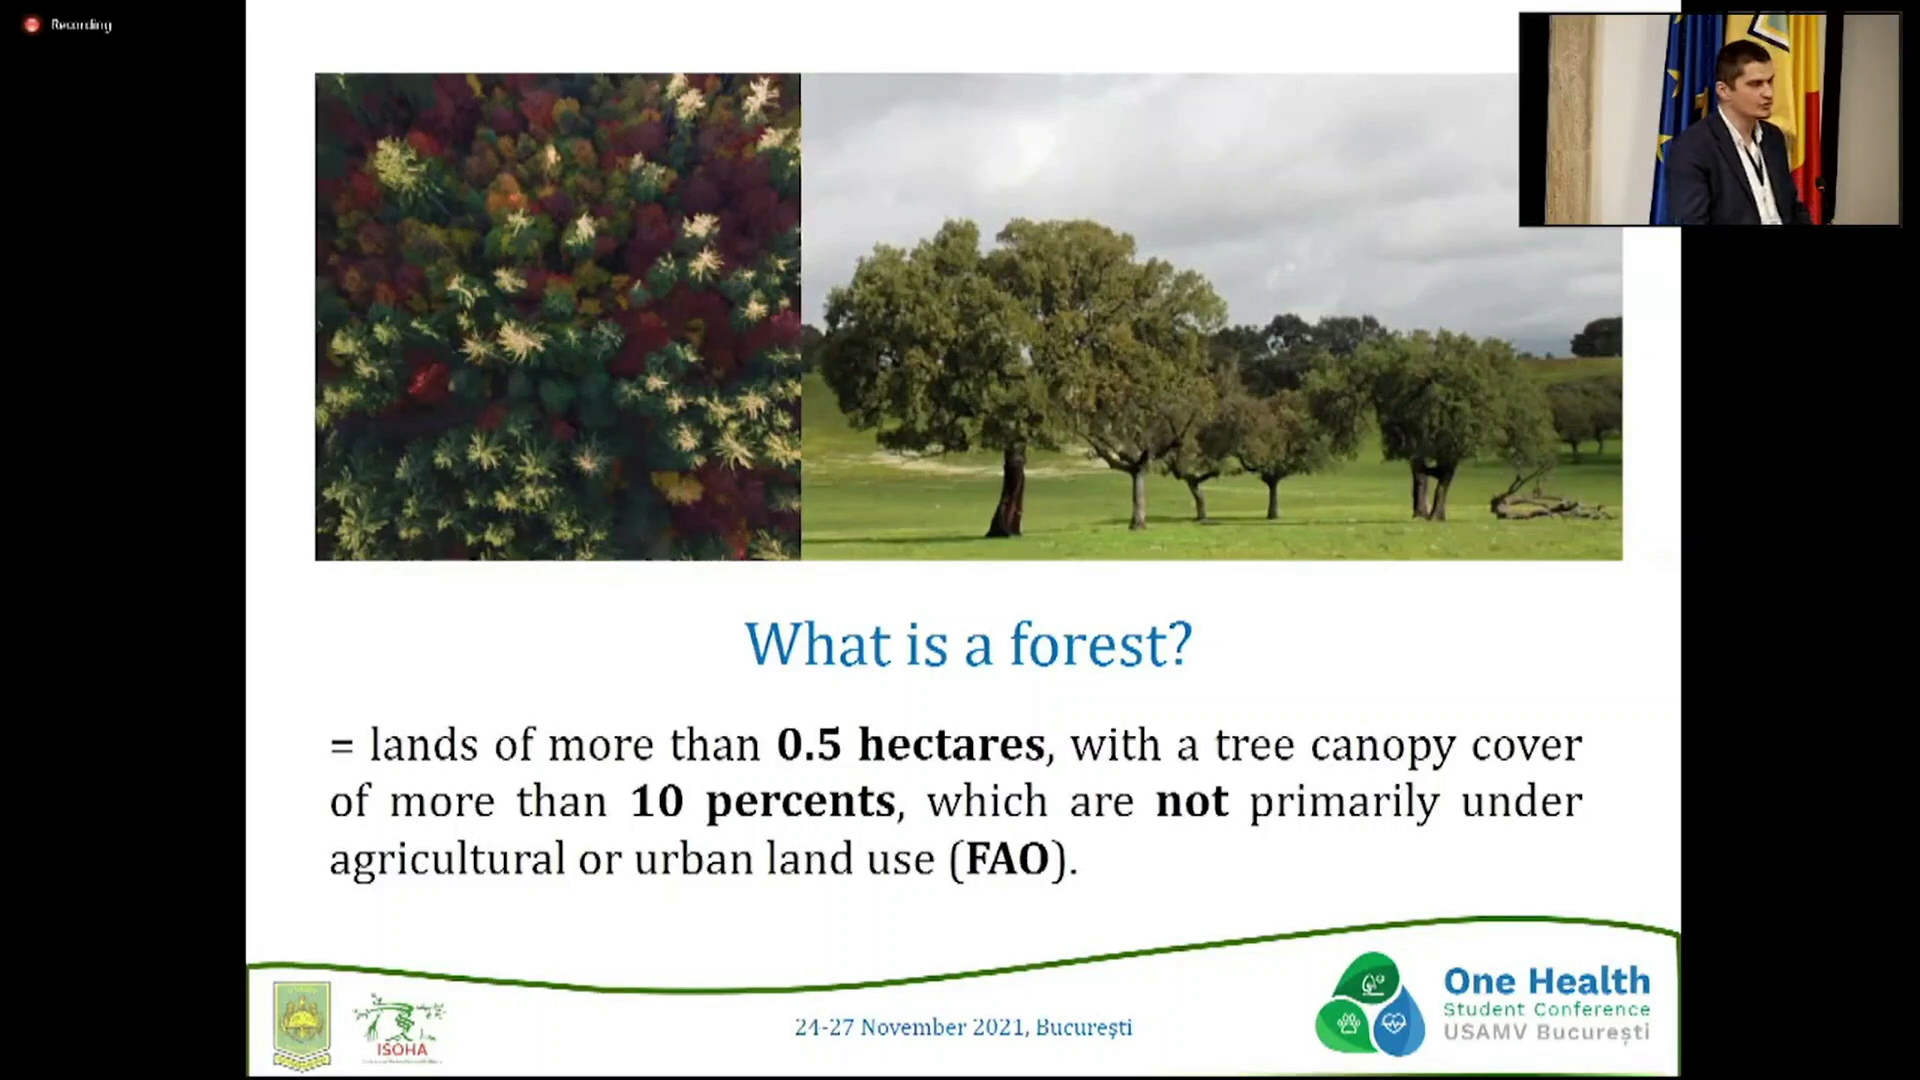 Recording
What is a forest?
= lands of more than 0.5 hectares, with a tree canopy cover
of more than 10 percents, which are not primarily under
agricultural or urban land use (FAO).
ISOHA
24-27 November 2021, Bucureşti
One Health
Student Conference
USAMV Bucureşti